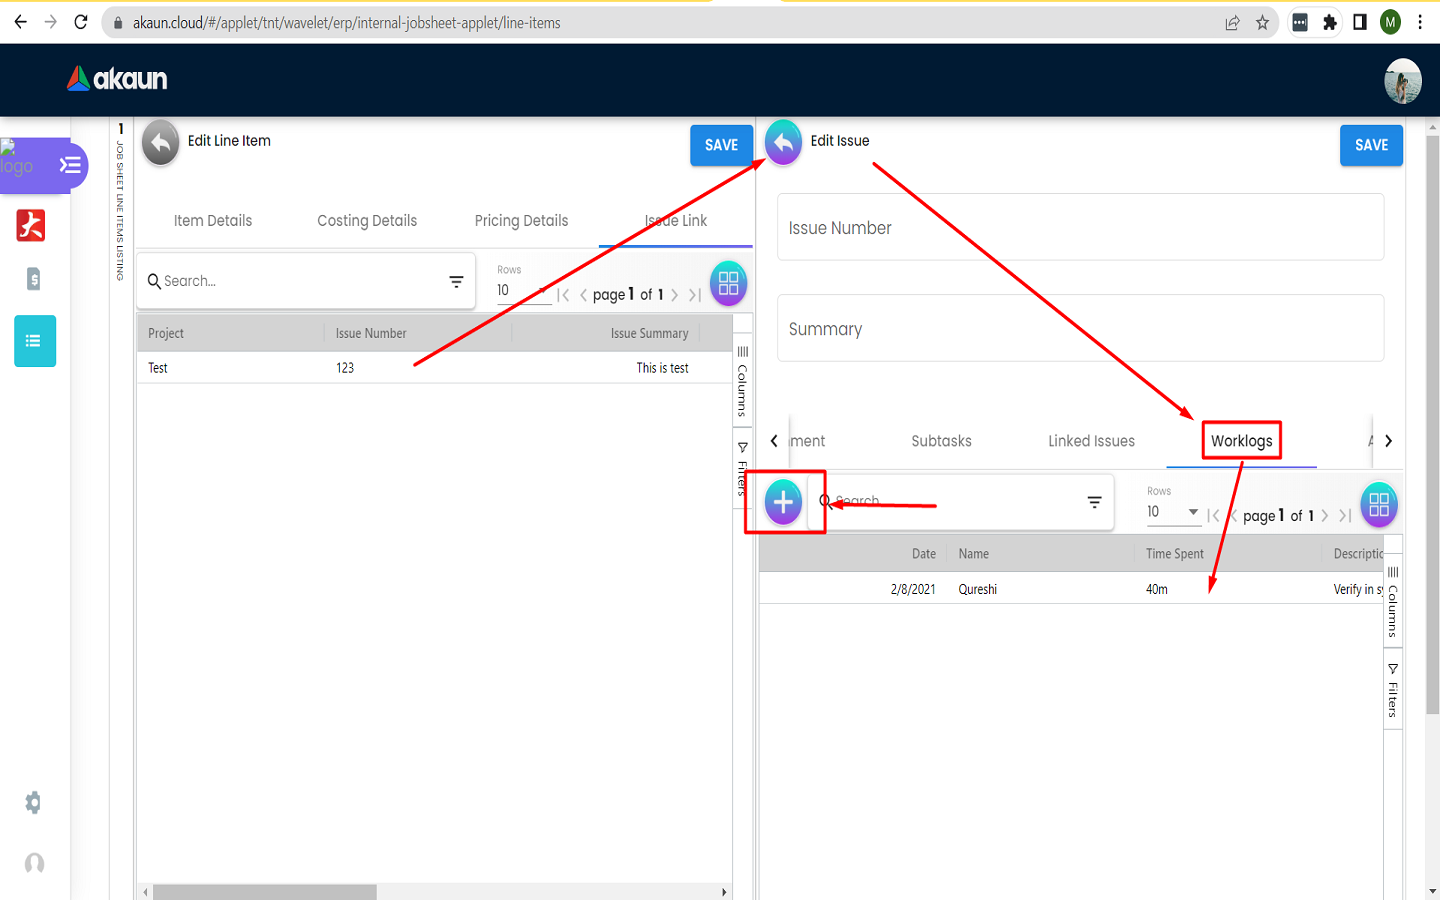 akaun.cloud/#/applet/tnt/wavelet/erp/internal-jobsheet-applet/line-items
M
akaun
logo
1 JOB SHEET LINE ITEMS LISTING
Edit Line Item
SAVE
Item Details
Costing Details
Pricing Details
Issue Link
Search...
Rows
10
page 1 of 1
Project
Issue Number
Issue Summary
Test
123
This is test
Columns
Filters
Edit Issue
SAVE
Issue Number
Summary
nment
Subtasks
Linked Issues
Worklogs
A
Search
Rows
10
page 1 of 1
Date
Name
Time Spent
Descriptic
2/8/2021
Qureshi
40m
Verify in sy
Columns
Filters